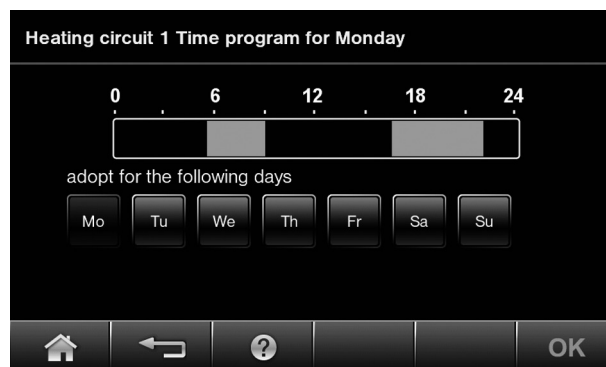 Heating circuit 1 Time program for Monday
0 6 12 18 24
adopt for the following days
Mo Tu We Th Fr Sa Su
? OK